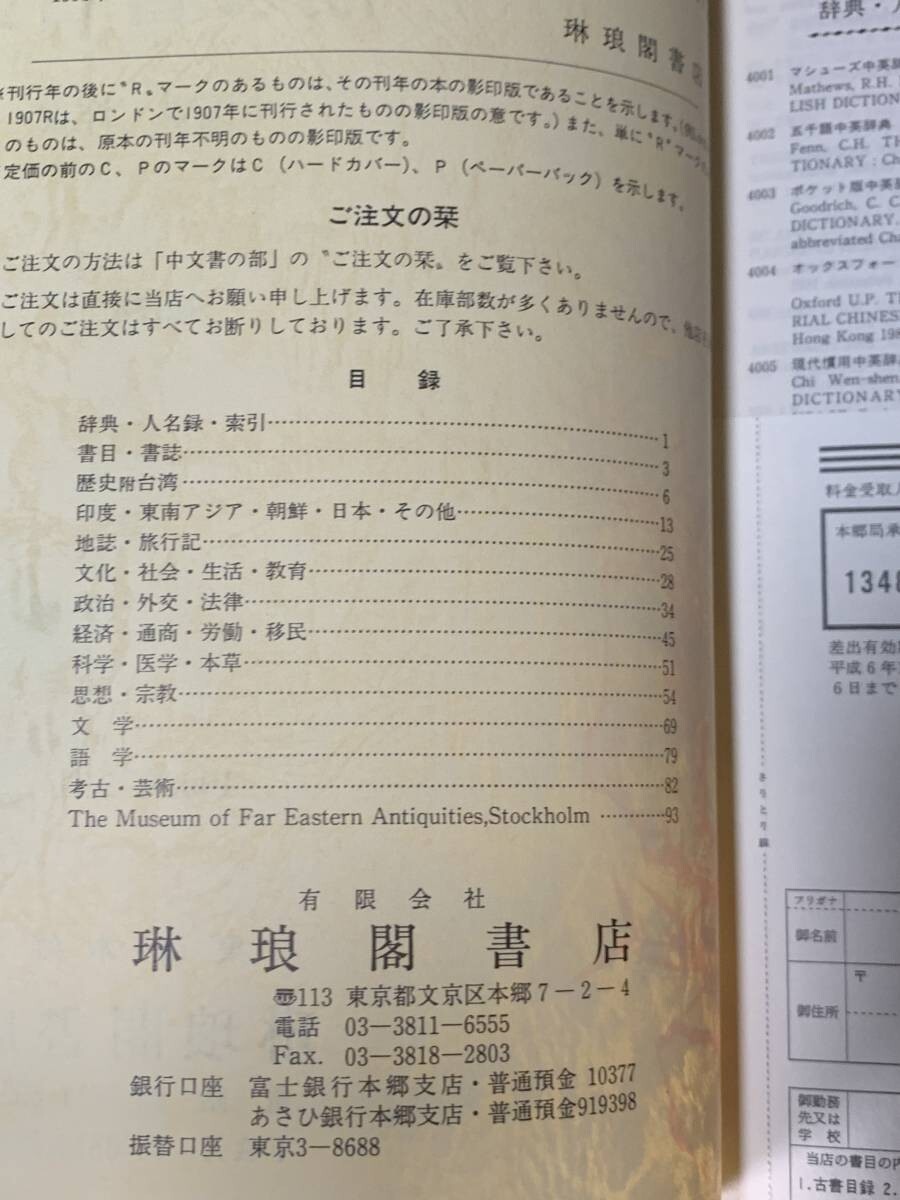 琳琅閣書店
※刊行年の後に〝R〟マークのあるものは、その刊年の本の影印版であることを示します。
1907Rは、ロンドンで1907年に刊行されたものの影印版の意です。）また、単に〝R〟マーク
のものは、原本の刊年不明のものの影印版です。
定価の前のC、PのマークはC（ハードカバー）、P（ペーパーバック）を示します。
ご注文の栞
ご注文の方法は「中文書の部」の〝ご注文の栞〟をご覧下さい。
ご注文は直接に当店へお願い申し上げます。在庫部数が多くありませんので、
してのご注文はすべてお断りしております。ご了承下さい。
目 録
辞典・人名録・索引…………1
書目・書誌…………3
歴史附台湾…………6
印度・東南アジア・朝鮮・日本・その他…………13
地誌・旅行記…………25
文化・社会・生活・教育…………28
政治・外交・法律…………34
経済・通商・労働・移民…………45
科学・医学・本草…………51
思想・宗教…………54
文 学…………69
語 学…………79
考古・芸術…………82
The Museum of Far Eastern Antiquities,Stockholm …………93
有限会社
琳琅閣書店
〒113 東京都文京区本郷7－2－4
電話 03—3811—6555
Fax. 03—3818—2803
銀行口座 富士銀行本郷支店・普通預金 10377
あさひ銀行本郷支店・普通預金919398
振替口座 東京3－8688
辞典・人
4001 マシューズ中英辞
Mathews, R.H.
LISH DICTION
4002 五千語中英辞典
Fenn, C.H. TH
TIONARY : Ch
4003 ポケット版中英
Goodrich, C. C
DICTIONARY.
abbreviated Cha
4004 オックスフォー
Oxford U.P. T
RIAL CHINES
Hong Kong 198
4005 現代慣用中英辞
Chi Wen-shen
DICTIONARY
料金受取人
本郷局承
1348
差出有効
平成6年
6日まで
きりとり線
フリガナ
御名前
〒
御住所
御勤務
先又は
学校
当店の書目の内
1.古書目録 2.